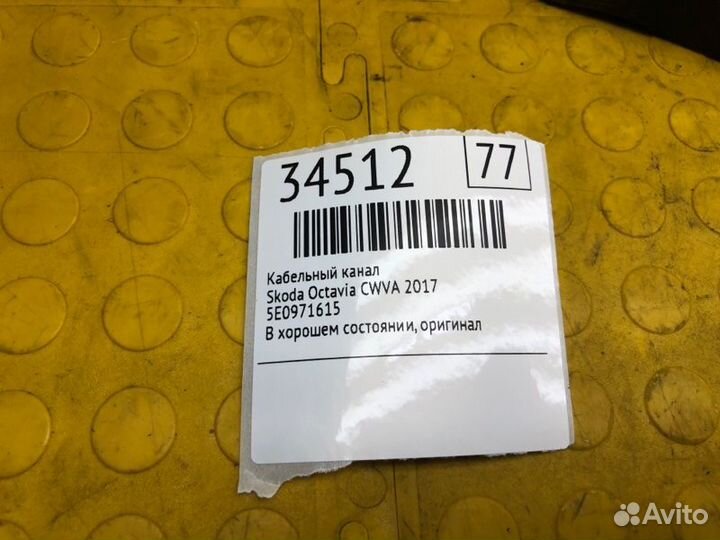 34512
77
Кабельный канал
Skoda Octavia CWVA 2017
5E0971615
В хорошем состоянии, оригинал
Avito